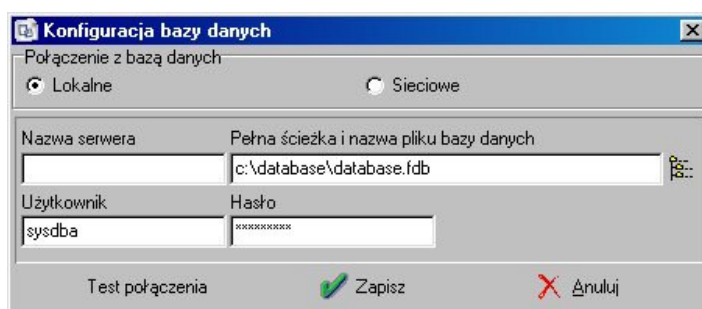 Konfiguracja bazy danych
Połączenie z bazą danych
Lokalne Sieciowe
Nazwa serwera Pełna ścieżka i nazwa pliku bazy danych
c:\database\database.fdb
Użytkownik Hasło
sysdba ×××××××××
Test połączenia Zapisz Anuluj